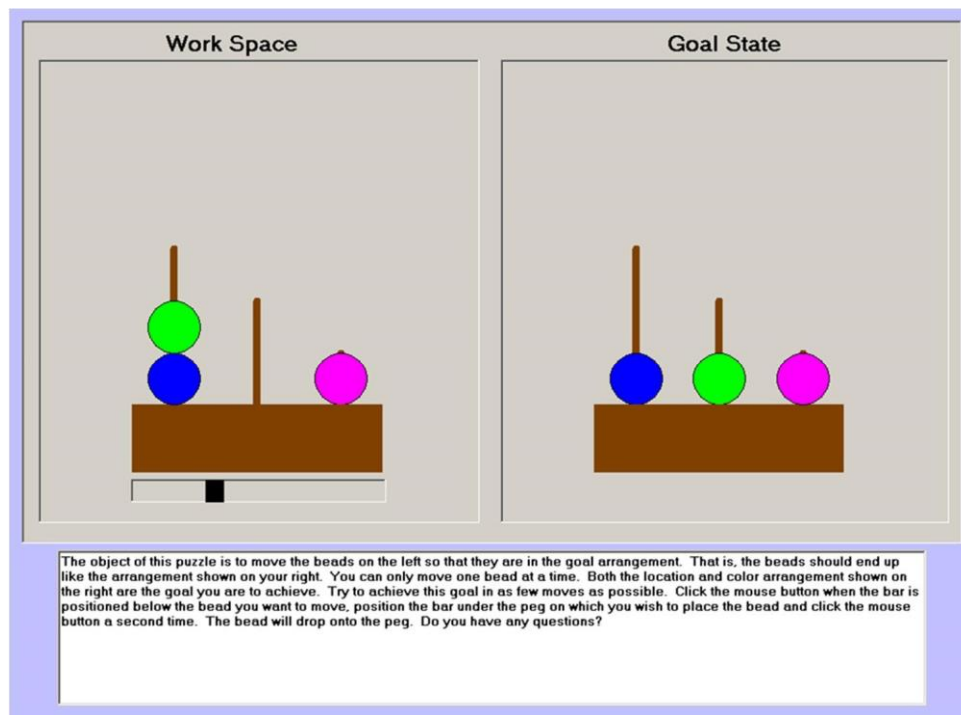 Work Space
Goal State
The object of this puzzle is to move the beads on the left so that they are in the goal arrangement.  That is, the beads should end up
like the arrangement shown on your right.  You can only move one bead at a time.  Both the location and color arrangement shown on
the right are the goal you are to achieve.  Try to achieve this goal in as few moves as possible.  Click the mouse button when the bar is
positioned below the bead you want to move, position the bar under the peg on which you wish to place the bead and click the mouse
button a second time.  The bead will drop onto the peg.  Do you have any questions?